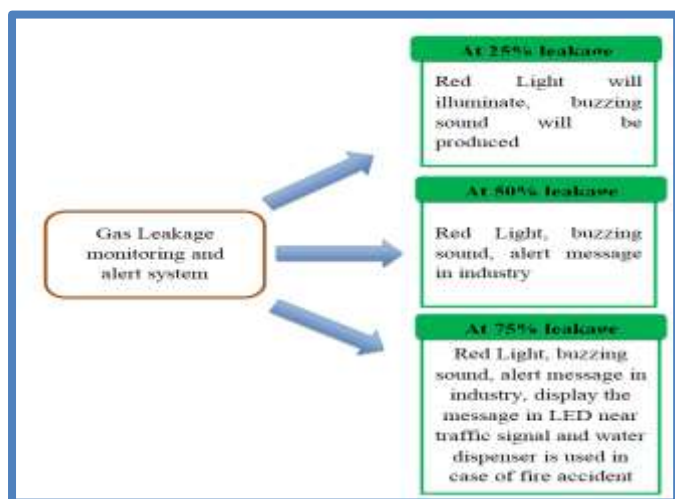 Gas Leakage
monitoring and
alert system
At 25% leakage
Red Light will
illuminate, buzzing
sound will be
produced
At 50% leakage
Red Light, buzzing
sound, alert message
in industry
At 75% leakage
Red Light, buzzing
sound, alert message in
industry, display the
message in LED near
traffic signal and water
dispenser is used in
case of fire accident